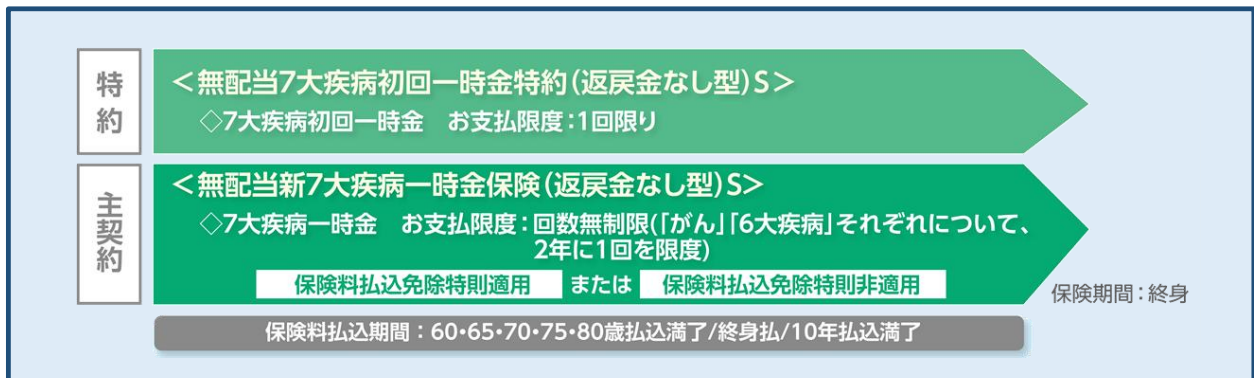 特約
＜無配当7大疾病初回一時金特約(返戻金なし型)S＞
◇7大疾病初回一時金　お支払限度：1回限り
主契約
＜無配当新7大疾病一時金保険(返戻金なし型)S＞
◇7大疾病一時金　お支払限度：回数無制限(「がん」「6大疾病」それぞれについて、
2年に1回を限度)
保険料払込免除特則適用　または　保険料払込免除特則非適用
保険期間：終身
保険料払込期間：60・65・70・75・80歳払込満了/終身払/10年払込満了